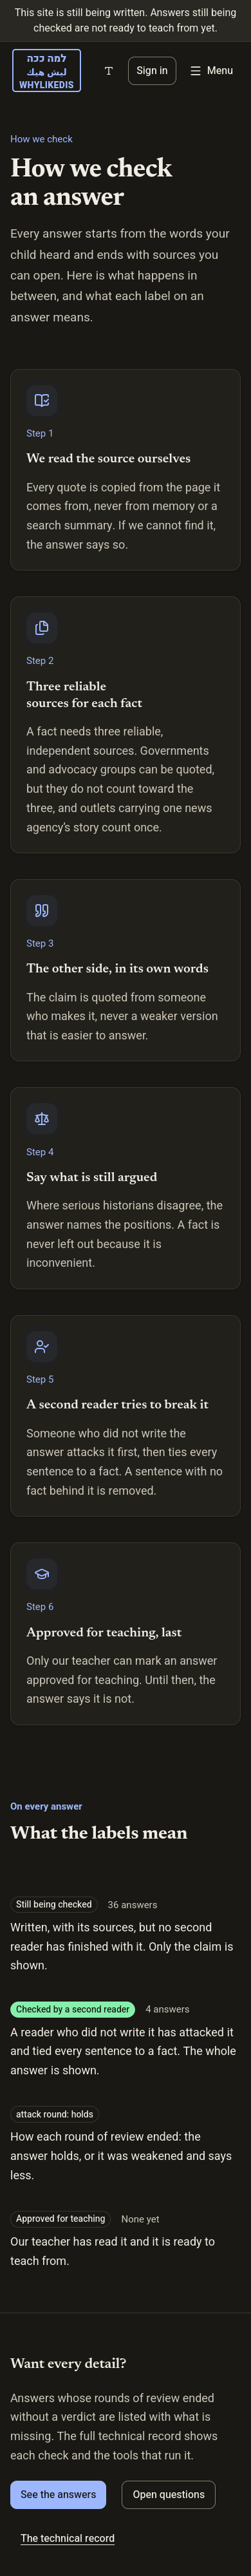 This site is still being written. Answers still being
checked are not ready to teach from yet.
למה ככה
ليش هيك
WHYLIKEDIS
T
Sign in
Menu
How we check
How we check
an answer
Every answer starts from the words your
child heard and ends with sources you
can open. Here is what happens in
between, and what each label on an
answer means.
Step 1
We read the source ourselves
Every quote is copied from the page it
comes from, never from memory or a
search summary. If we cannot find it,
the answer says so.
Step 2
Three reliable
sources for each fact
A fact needs three reliable,
independent sources. Governments
and advocacy groups can be quoted,
but they do not count toward the
three, and outlets carrying one news
agency's story count once.
Step 3
The other side, in its own words
The claim is quoted from someone
who makes it, never a weaker version
that is easier to answer.
Step 4
Say what is still argued
Where serious historians disagree, the
answer names the positions. A fact is
never left out because it is
inconvenient.
Step 5
A second reader tries to break it
Someone who did not write the
answer attacks it first, then ties every
sentence to a fact. A sentence with no
fact behind it is removed.
Step 6
Approved for teaching, last
Only our teacher can mark an answer
approved for teaching. Until then, the
answer says it is not.
On every answer
What the labels mean
Still being checked 36 answers
Written, with its sources, but no second
reader has finished with it. Only the claim is
shown.
Checked by a second reader 4 answers
A reader who did not write it has attacked it
and tied every sentence to a fact. The whole
answer is shown.
attack round: holds
How each round of review ended: the
answer holds, or it was weakened and says
less.
Approved for teaching None yet
Our teacher has read it and it is ready to
teach from.
Want every detail?
Answers whose rounds of review ended
without a verdict are listed with what is
missing. The full technical record shows
each check and the tools that run it.
See the answers
Open questions
The technical record